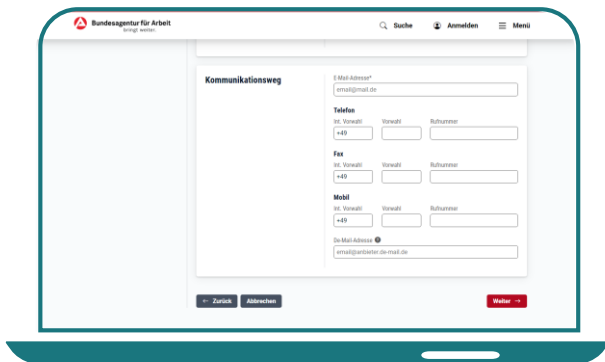 Bundesagentur für Arbeit
bringt weiter.
Suche
Anmelden
Menü
Kommunikationsweg
E-Mail-Adresse*
email@mail.de
Telefon
Int. Vorwahl Vorwahl Rufnummer
+49
Fax
Int. Vorwahl Vorwahl Rufnummer
+49
Mobil
Int. Vorwahl Vorwahl Rufnummer
+49
De-Mail-Adresse ?
email@anbieter.de-mail.de
← Zurück Abbrechen Weiter →